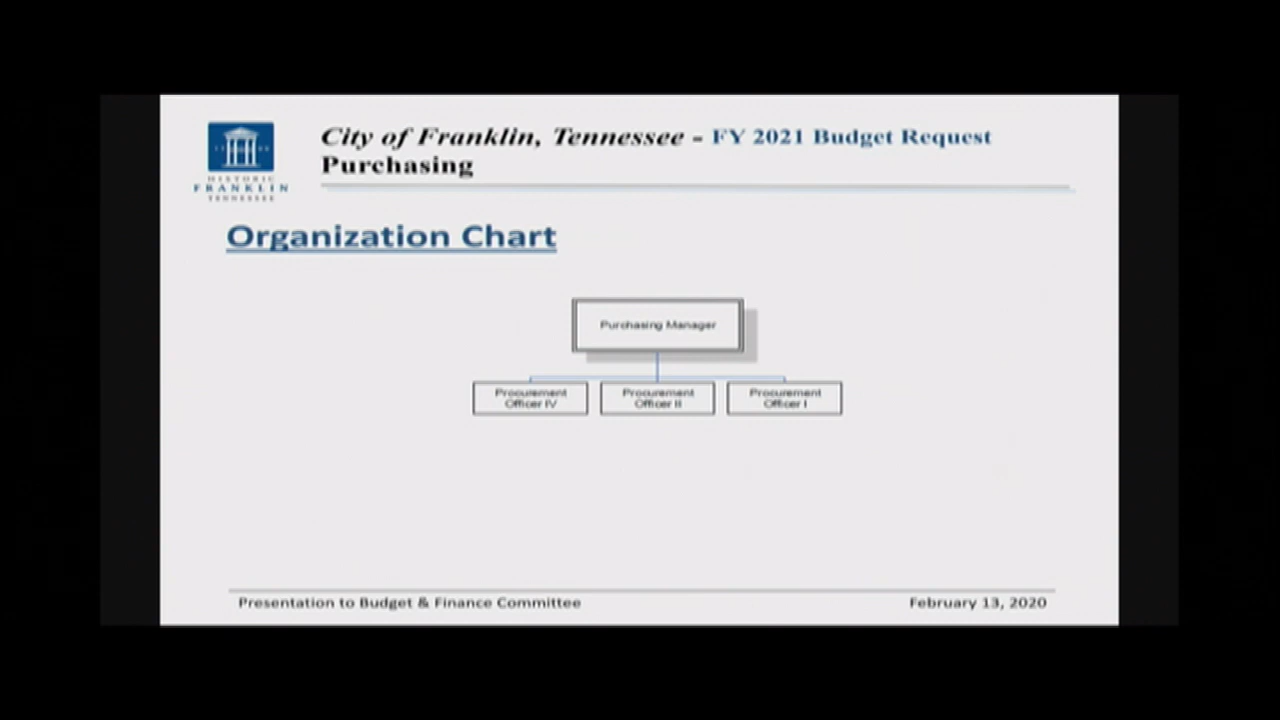 City of Franklin, Tennessee - FY 2021 Budget Request
Purchasing
HISTORIC
FRANKLIN
TENNESSEE
Organization Chart
Purchasing Manager
Procurement
Officer IV
Procurement
Officer II
Procurement
Officer I
Presentation to Budget & Finance Committee
February 13, 2020